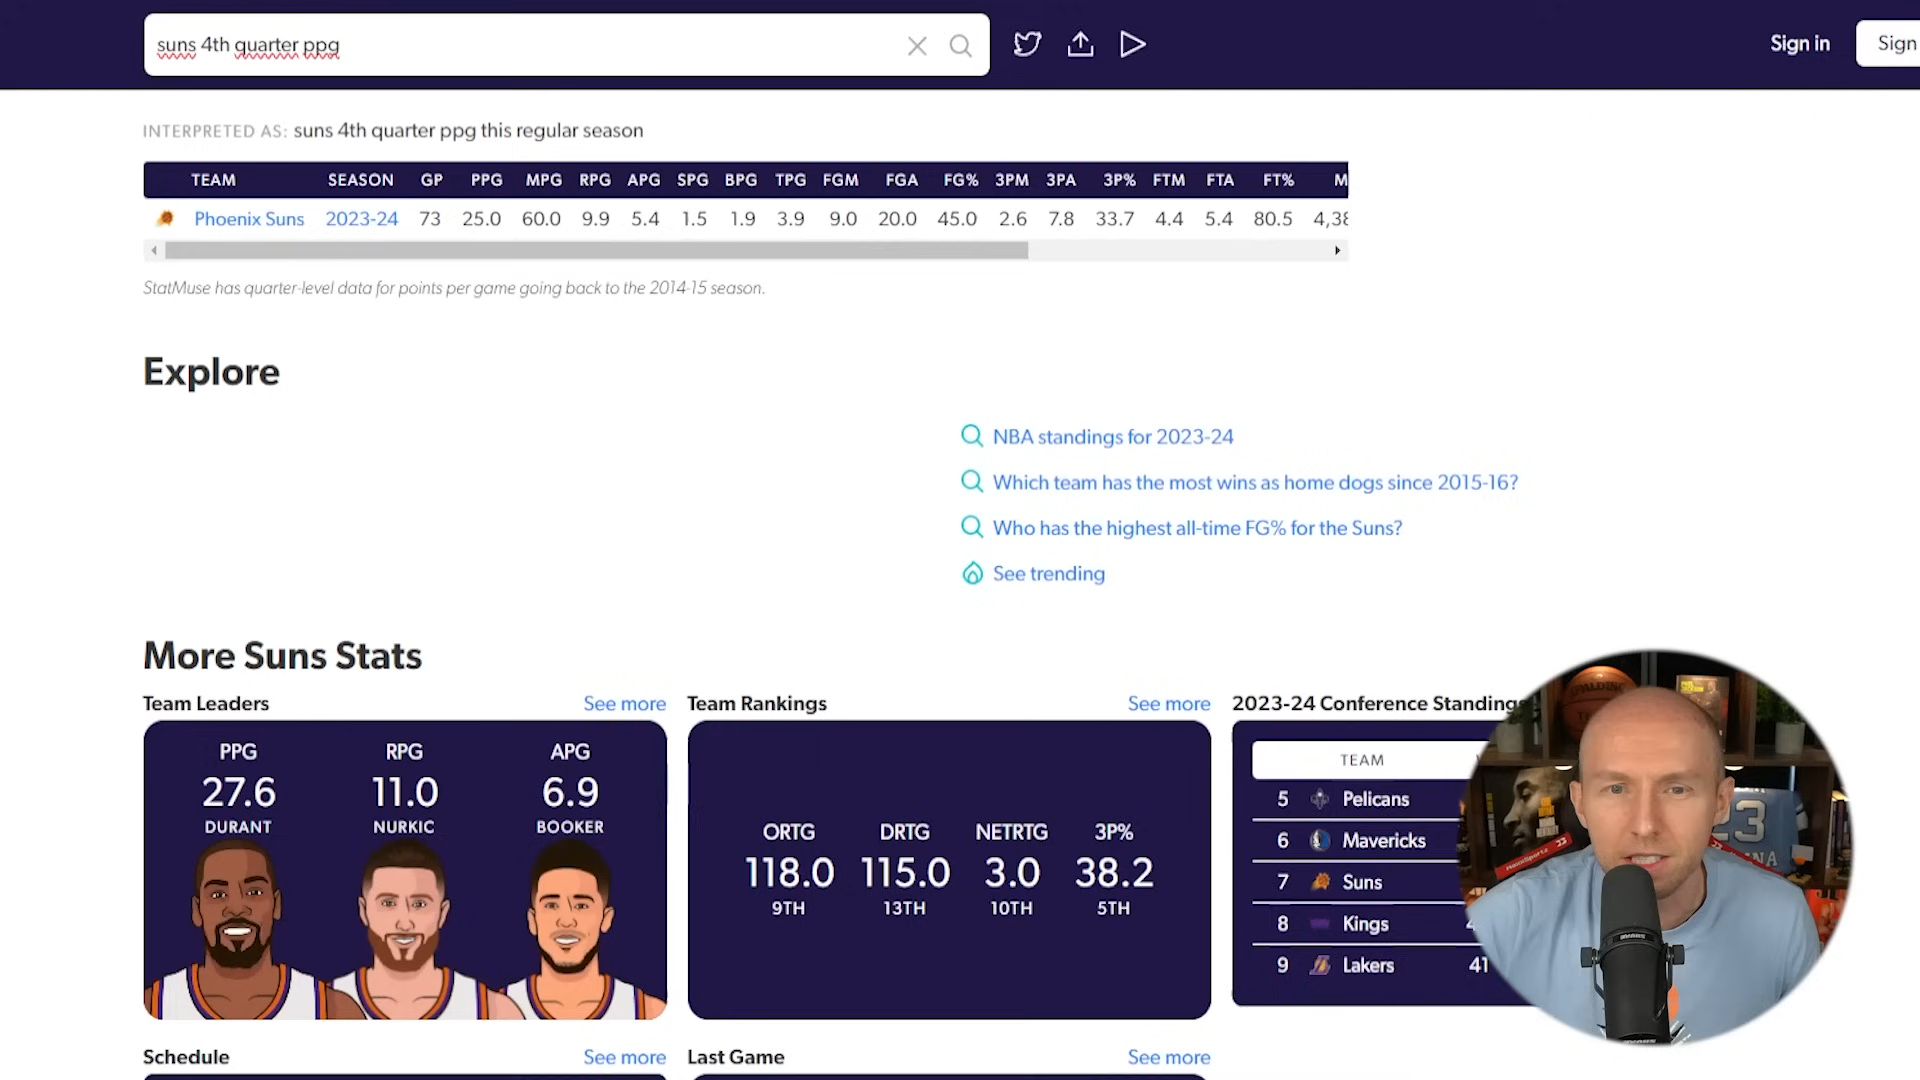 suns 4th quarter ppg
Sign in
Sign
INTERPRETED AS: suns 4th quarter ppg this regular season
TEAM SEASON GP PPG MPG RPG APG SPG BPG TPG FGM FGA FG% 3PM 3PA 3P% FTM FTA FT% M
Phoenix Suns 2023-24 73 25.0 60.0 9.9 5.4 1.5 1.9 3.9 9.0 20.0 45.0 2.6 7.8 33.7 4.4 5.4 80.5 4,38
StatMuse has quarter-level data for points per game going back to the 2014-15 season.
Explore
NBA standings for 2023-24
Which team has the most wins as home dogs since 2015-16?
Who has the highest all-time FG% for the Suns?
See trending
More Suns Stats
Team Leaders See more
PPG RPG APG
27.6 11.0 6.9
DURANT NURKIC BOOKER
Team Rankings See more
ORTG DRTG NETRTG 3P%
118.0 115.0 3.0 38.2
9TH 13TH 10TH 5TH
2023-24 Conference Standings
TEAM
5 Pelicans
6 Mavericks
7 Suns
8 Kings 4
9 Lakers 41
SPALDING
23
Schedule See more
Last Game See more